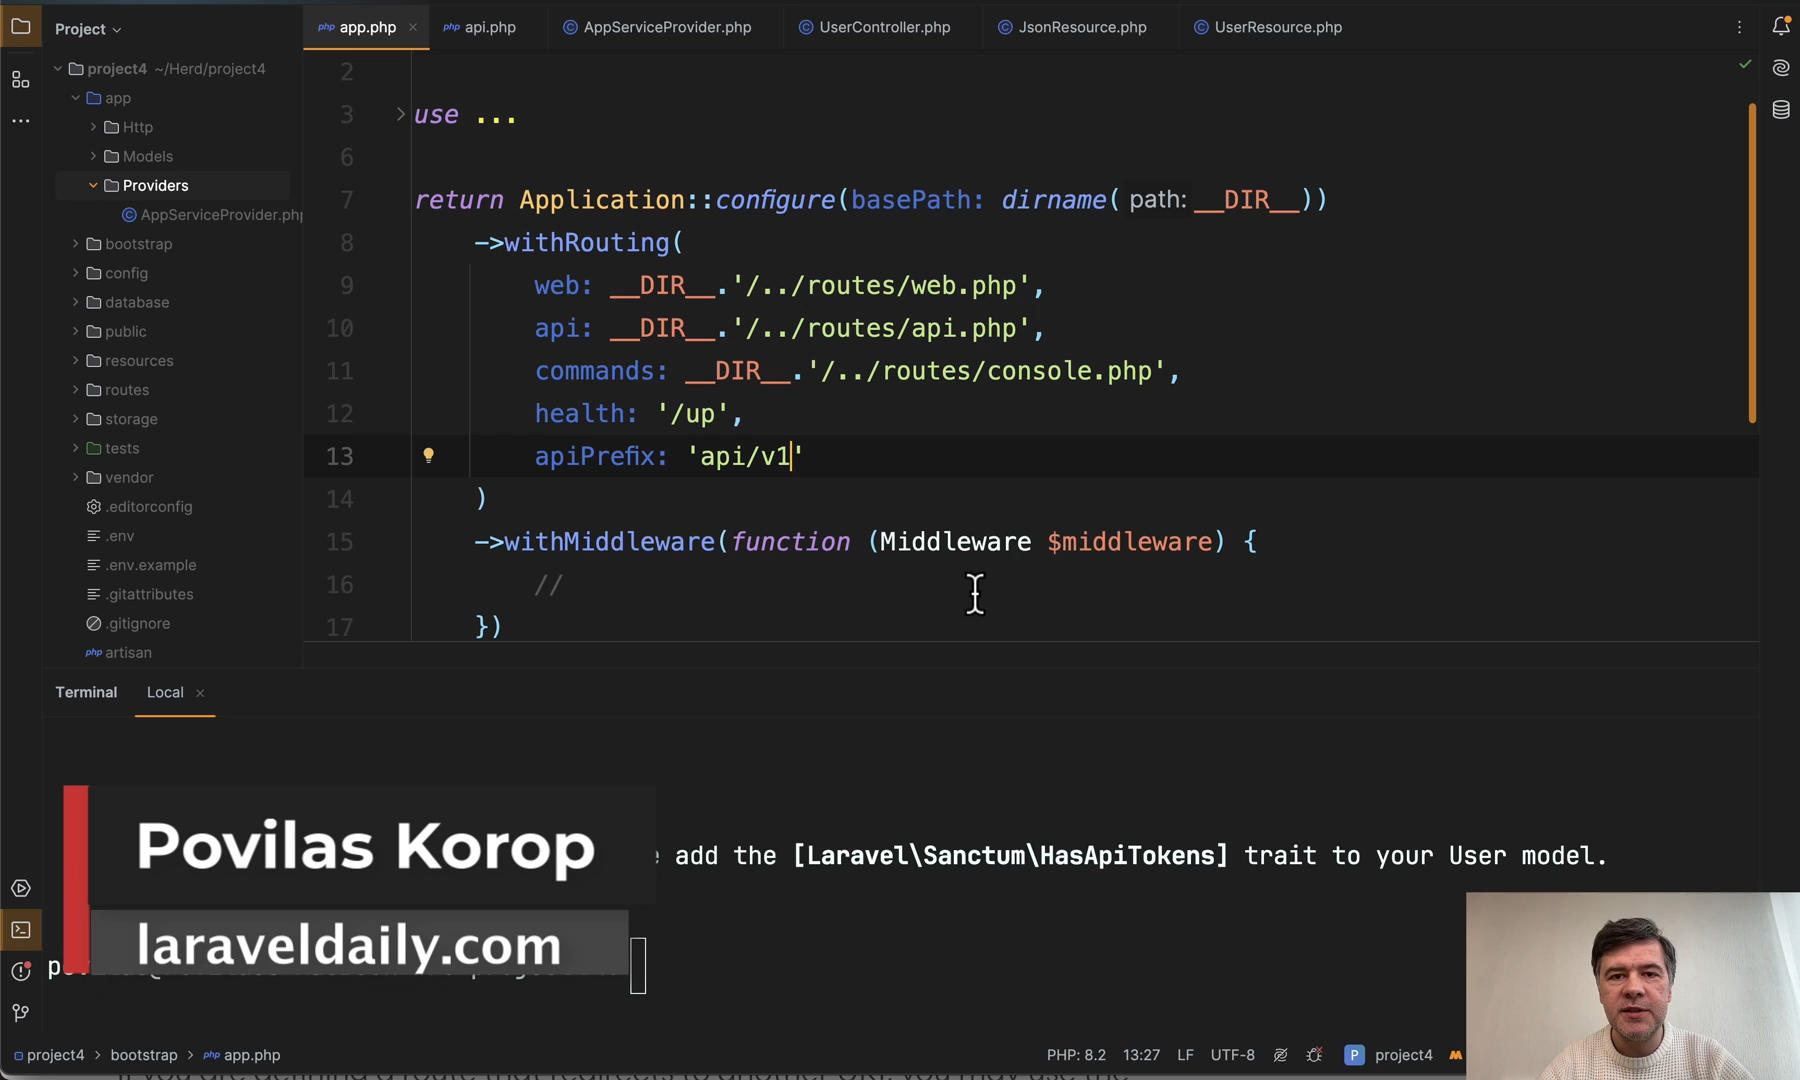 Project
app.php
api.php
AppServiceProvider.php
UserController.php
JsonResource.php
UserResource.php
project4 ~/Herd/project4
app
Http
Models
Providers
AppServiceProvider.php
bootstrap
config
database
public
resources
routes
storage
tests
vendor
.editorconfig
.env
.env.example
.gitattributes
.gitignore
php artisan
2
3 use ...
6
7 return Application::configure(basePath: dirname( path: __DIR__))
8 ->withRouting(
9 web: __DIR__.'/../routes/web.php',
10 api: __DIR__.'/../routes/api.php',
11 commands: __DIR__.'/../routes/console.php',
12 health: '/up',
13 apiPrefix: 'api/v1'
14 )
15 ->withMiddleware(function (Middleware $middleware) {
16 //
17 })
Terminal Local
Povilas Korop
laraveldaily.com
add the [Laravel\Sanctum\HasApiTokens] trait to your User model.
project4 > bootstrap > php app.php
PHP: 8.2 13:27 LF UTF-8 P project4